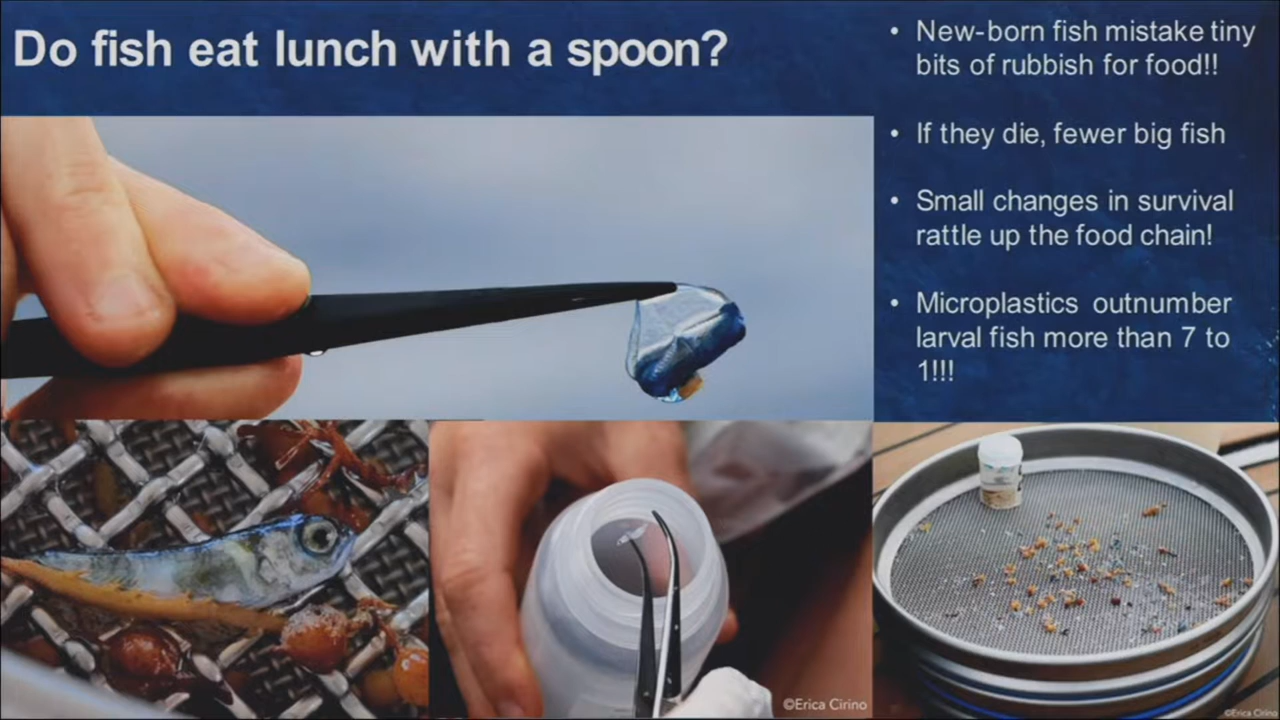 Do fish eat lunch with a spoon?
• New-born fish mistake tiny
bits of rubbish for food!!
• If they die, fewer big fish
• Small changes in survival
rattle up the food chain!
• Microplastics outnumber
larval fish more than 7 to
1!!!
©Erica Cirino
©Erica Cirino